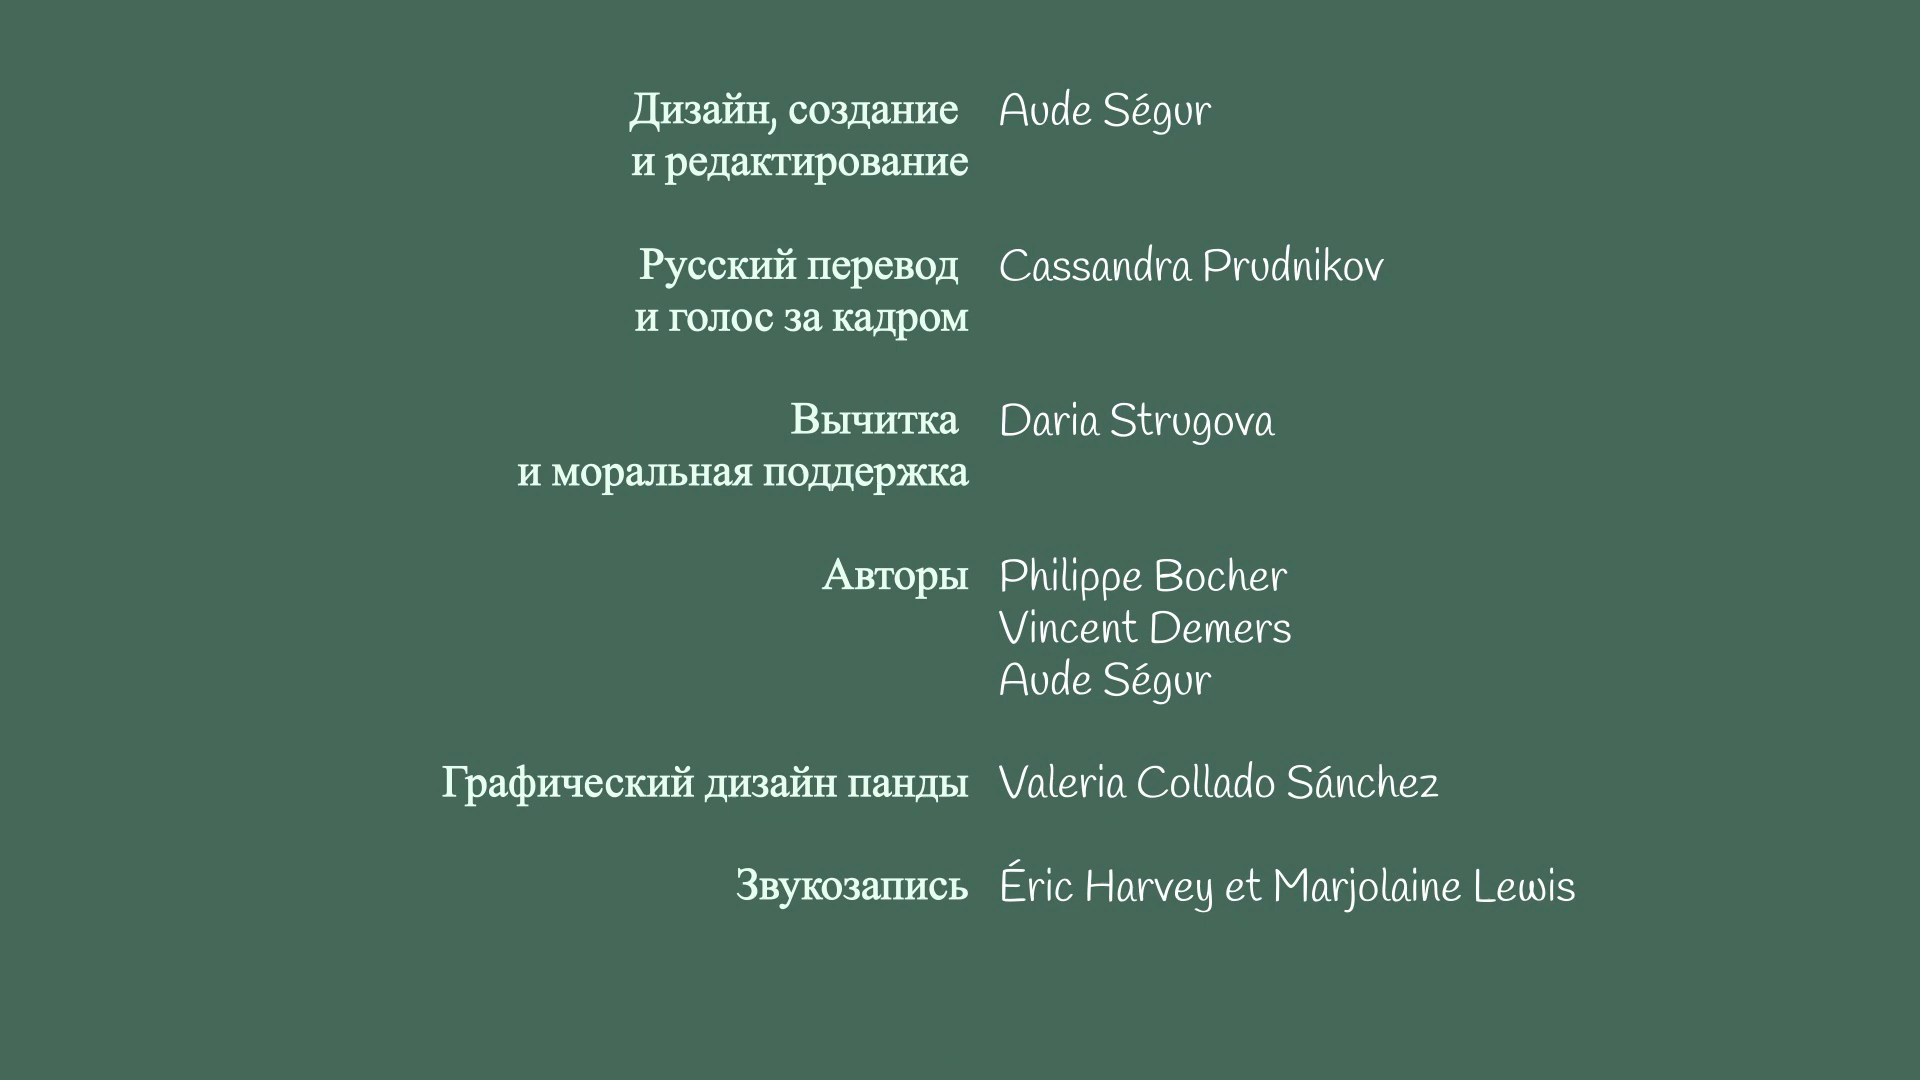 Дизайн, создание Aude Ségur
и редактирование
Русский перевод Cassandra Prudnikov
и голос за кадром
Вычитка Daria Strugova
и моральная поддержка
Авторы Philippe Bocher
Vincent Demers
Aude Ségur
Графический дизайн панды Valeria Collado Sánchez
Звукозапись Éric Harvey et Marjolaine Lewis